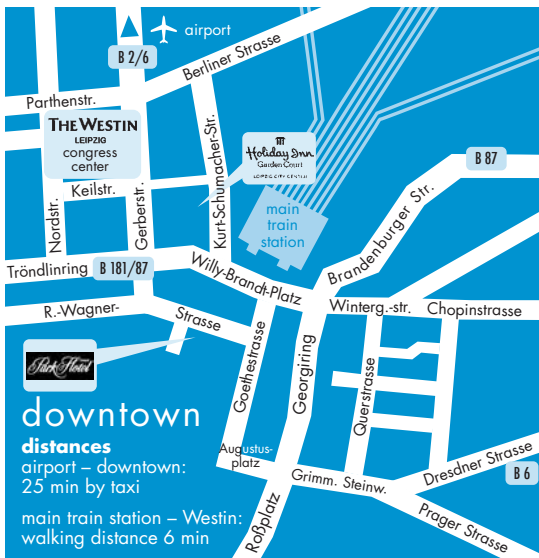 airport
B 2/6
Berliner Strasse
Parthenstr.
THE WESTIN
LEIPZIG
congress
center
Kurt-Schumacher-Str.
Holiday Inn
Garden Court
LEIPZIG CITY CENTER
B 87
Keilstr.
Nordstr.
Gerberstr.
main
train
station
Brandenburger Str.
Tröndlinring
B 181/87
Willy-Brandt-Platz
R.-Wagner-
Strasse
Winterg.-str.
Chopinstrasse
Park Hotel
Goethestrasse
Georgiring
Querstrasse
downtown
distances
airport – downtown:
25 min by taxi
main train station – Westin:
walking distance 6 min
Augustus-
platz
Grimm. Steinw.
Dresdner Strasse
B 6
Roßplatz
Prager Strasse